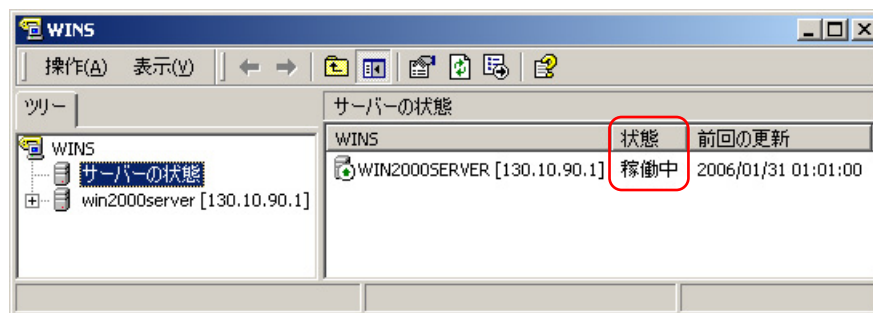 WINS
操作(A) 表示(V)
ツリー
サーバーの状態
WINS
サーバーの状態
win2000server [130.10.90.1]
WINS 状態 前回の更新
WIN2000SERVER [130.10.90.1] 稼働中 2006/01/31 01:01:00